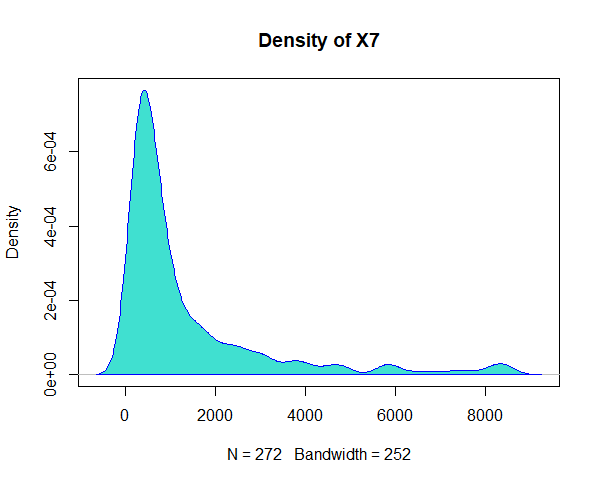 Density of X7
Density
0e+00
2e-04
4e-04
6e-04
0
2000
4000
6000
8000
N = 272   Bandwidth = 252